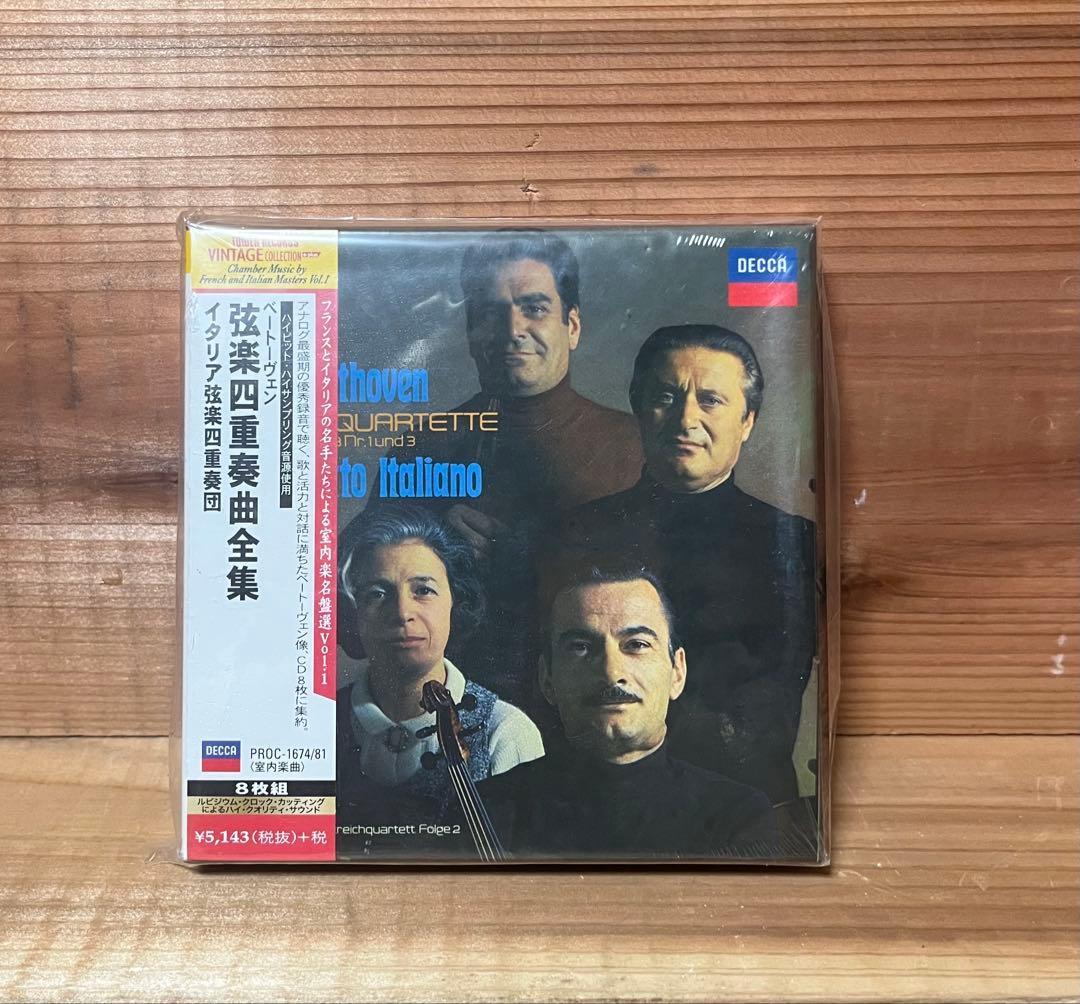 TOWER RECORDS
VINTAGE COLLECTION +plus
Chamber Music by
French and Italian Masters Vol.1
フランスとイタリアの名手たちによる室内楽名盤選Vol.1
アナログ最盛期の優秀録音で聴く、歌と活力と対話に満ちたベートーヴェン像、CD8枚に集約。
ハイビット・ハイサンプリング音源使用
ベートーヴェン
弦楽四重奏曲全集
イタリア弦楽四重奏団
DECCA
PROC-1674/81
(室内楽曲)
8枚組
ルビジウム・クロック・カッティング
によるハイ・クオリティ・サウンド
¥5,143(税抜)+税
DECCA
thoven
QUARTETTE
Nr. 1 und 3
to Italiano
reichquartett Folge 2